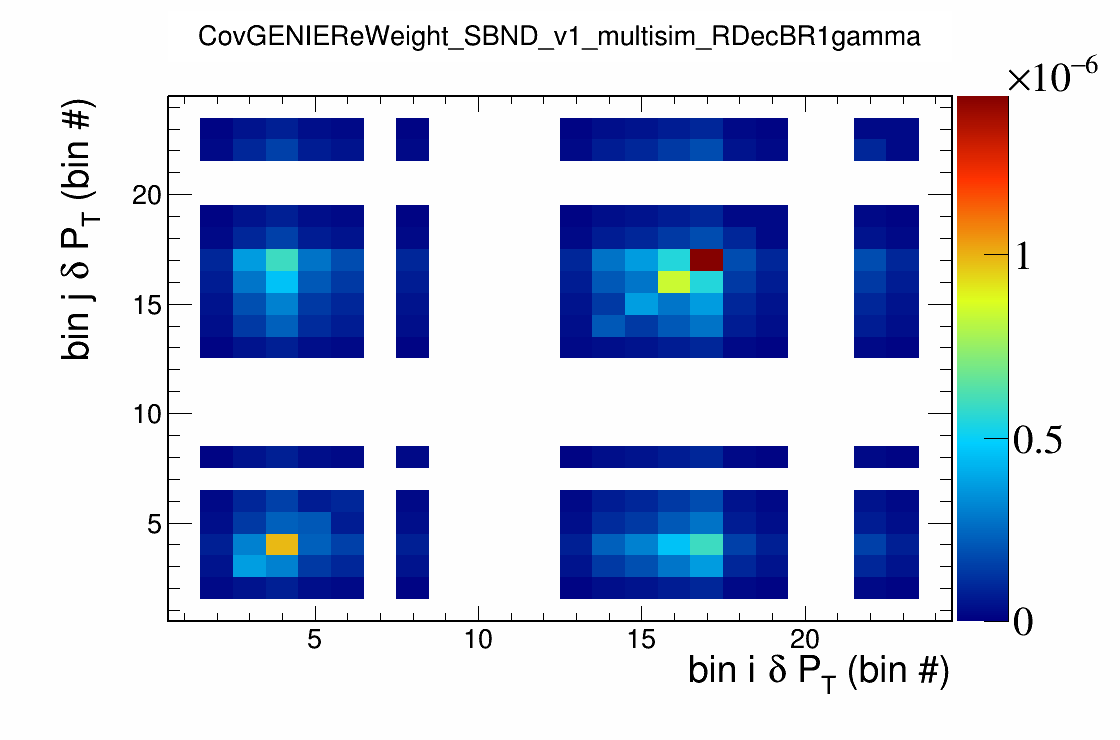 CovGENIEReWeight_SBND_v1_multisim_RDecBR1gamma
×10⁻⁶
bin j δ P_T (bin #)
20
15
10
5
5 10 15 20
bin i δ P_T (bin #)
1
0.5
0